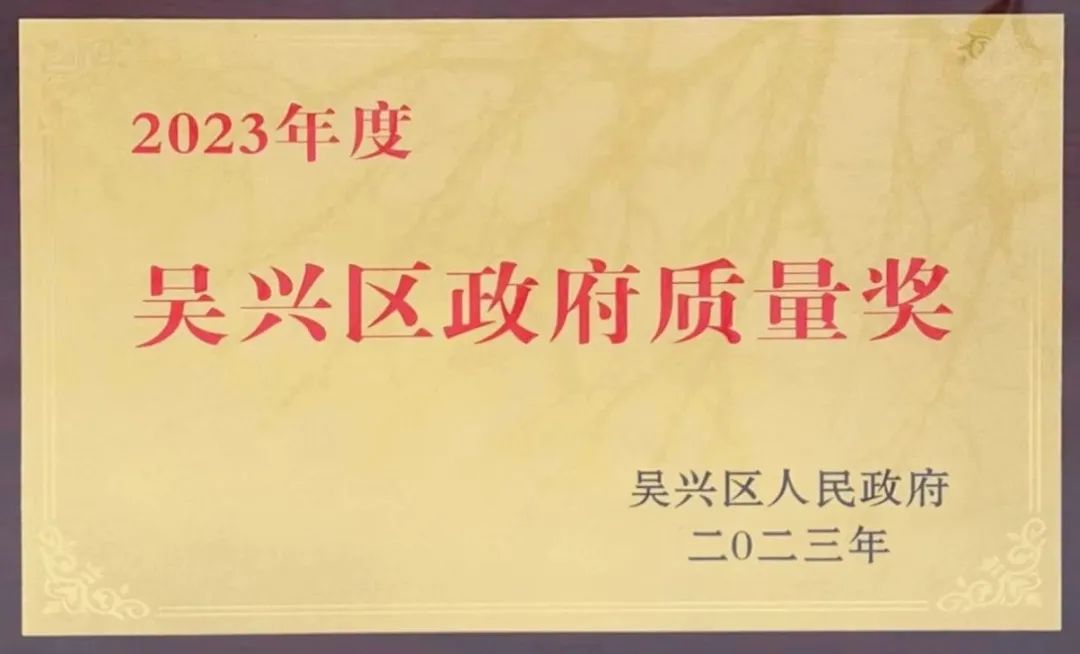 2023年度
吴兴区政府质量奖
吴兴区人民政府
二〇二三年